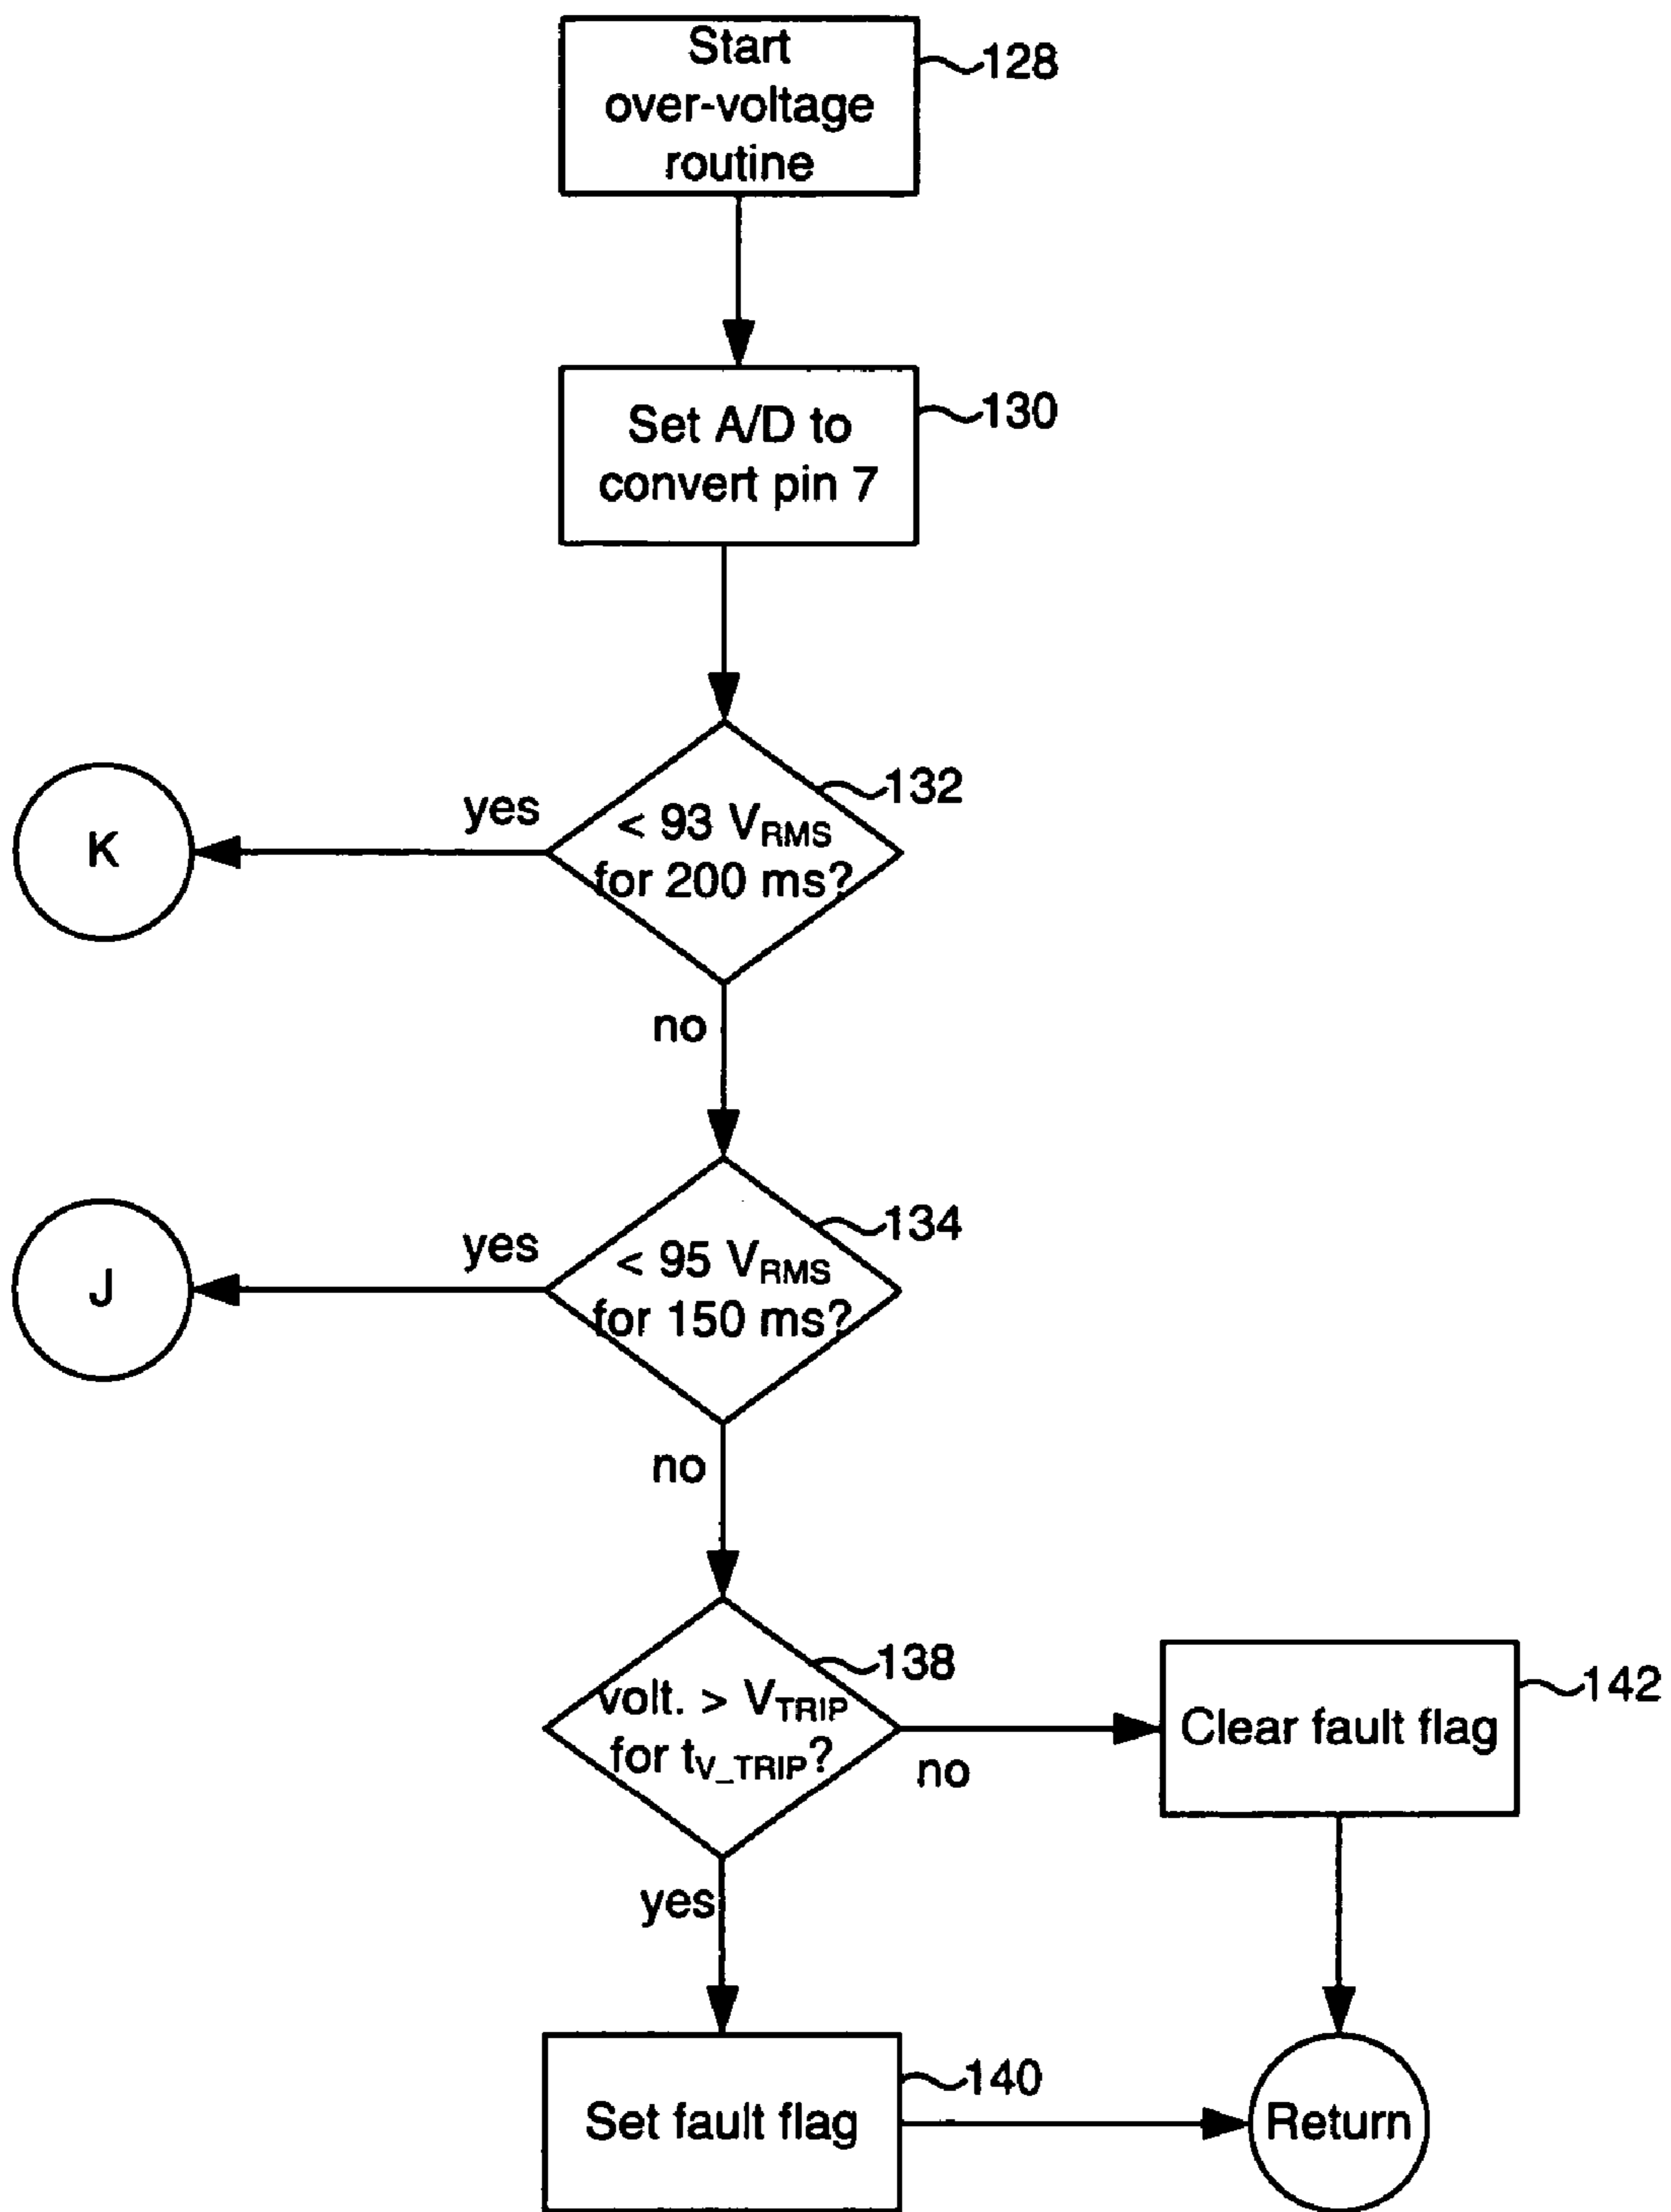 Start
over-voltage
routine
128
Set A/D to
convert pin 7
130
132
yes
< 93 VRMS
for 200 ms?
K
no
134
yes
< 95 VRMS
for 150 ms?
J
no
138
volt. > VTRIP
for tV_TRIP?
no
Clear fault flag
142
yes
140
Set fault flag
Return